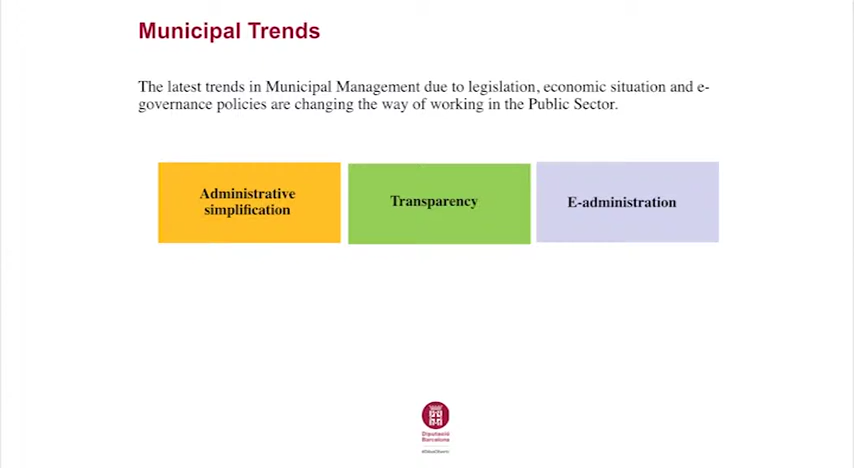 Municipal Trends
The latest trends in Municipal Management due to legislation, economic situation and e-
governance policies are changing the way of working in the Public Sector.
Administrative
simplification
Transparency
E-administration
Diputació
Barcelona